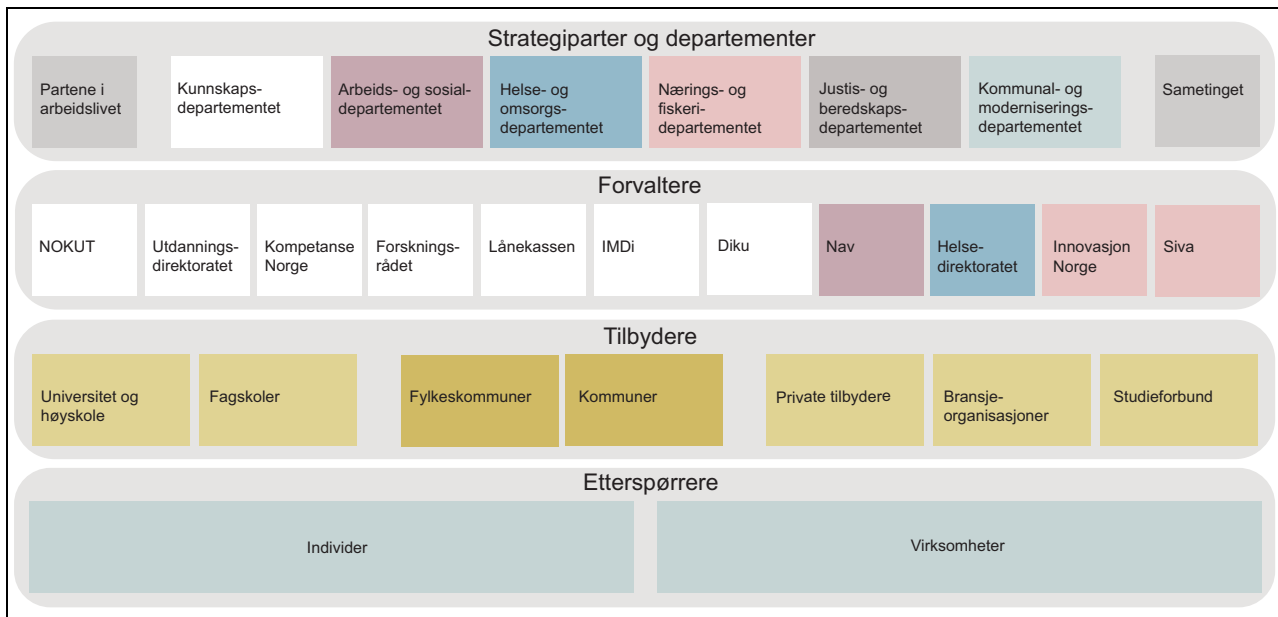 Strategiparter og departementer
Partene i
arbeidslivet
Kunnskaps-
departementet
Arbeids- og sosial-
departementet
Helse- og
omsorgs-
departementet
Nærings- og
fiskeri-
departementet
Justis- og
beredskaps-
departementet
Kommunal- og
moderniserings-
departementet
Sametinget
Forvaltere
NOKUT
Utdannings-
direktoratet
Kompetanse
Norge
Forsknings-
rådet
Lånekassen
IMDi
Diku
Nav
Helse-
direktoratet
Innovasjon
Norge
Siva
Tilbydere
Universitet og
høyskole
Fagskoler
Fylkeskommuner
Kommuner
Private tilbydere
Bransje-
organisasjoner
Studieforbund
Etterspørrere
Individer
Virksomheter